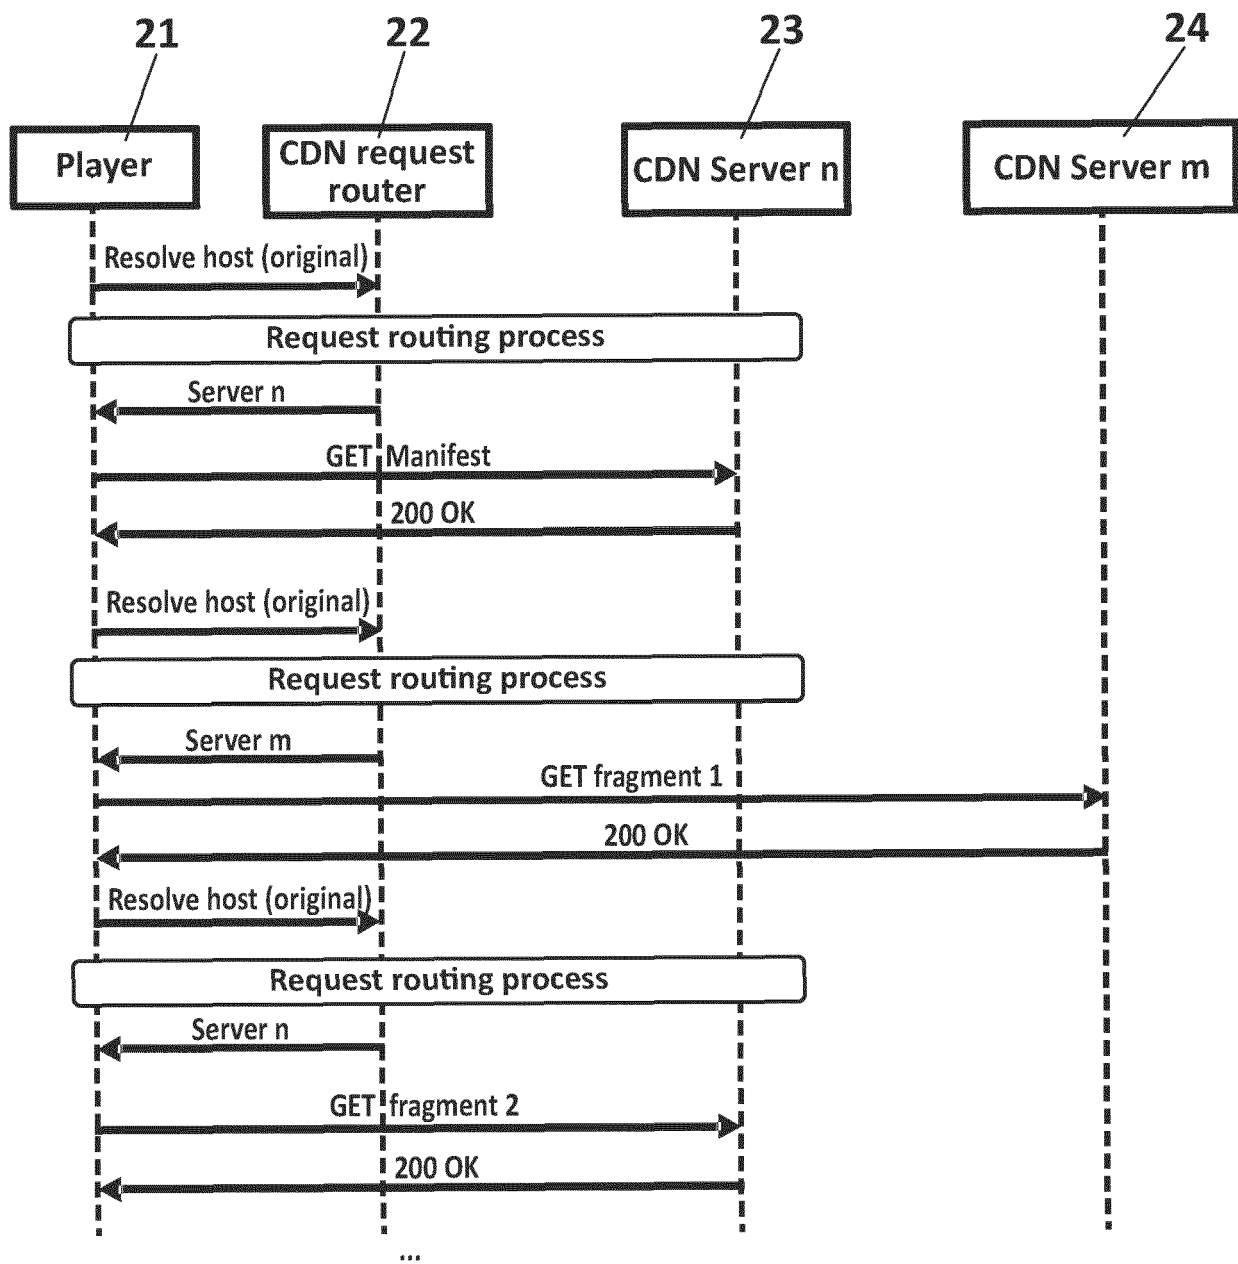 21
22
23
24
Player
CDN request
router
CDN Server n
CDN Server m
Resolve host (original)
Request routing process
Server n
GET Manifest
200 OK
Resolve host (original)
Request routing process
Server m
GET fragment 1
200 OK
Resolve host (original)
Request routing process
Server n
GET fragment 2
200 OK
...